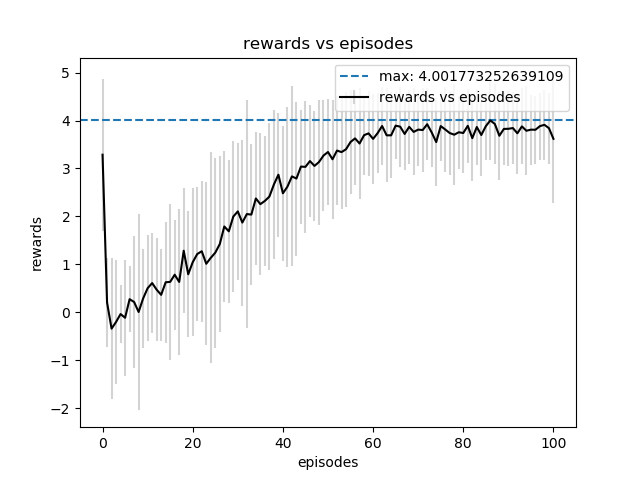 rewards vs episodes
max: 4.001773252639109
rewards vs episodes
5
4
3
2
1
0
−1
−2
rewards
0 20 40 60 80 100
episodes